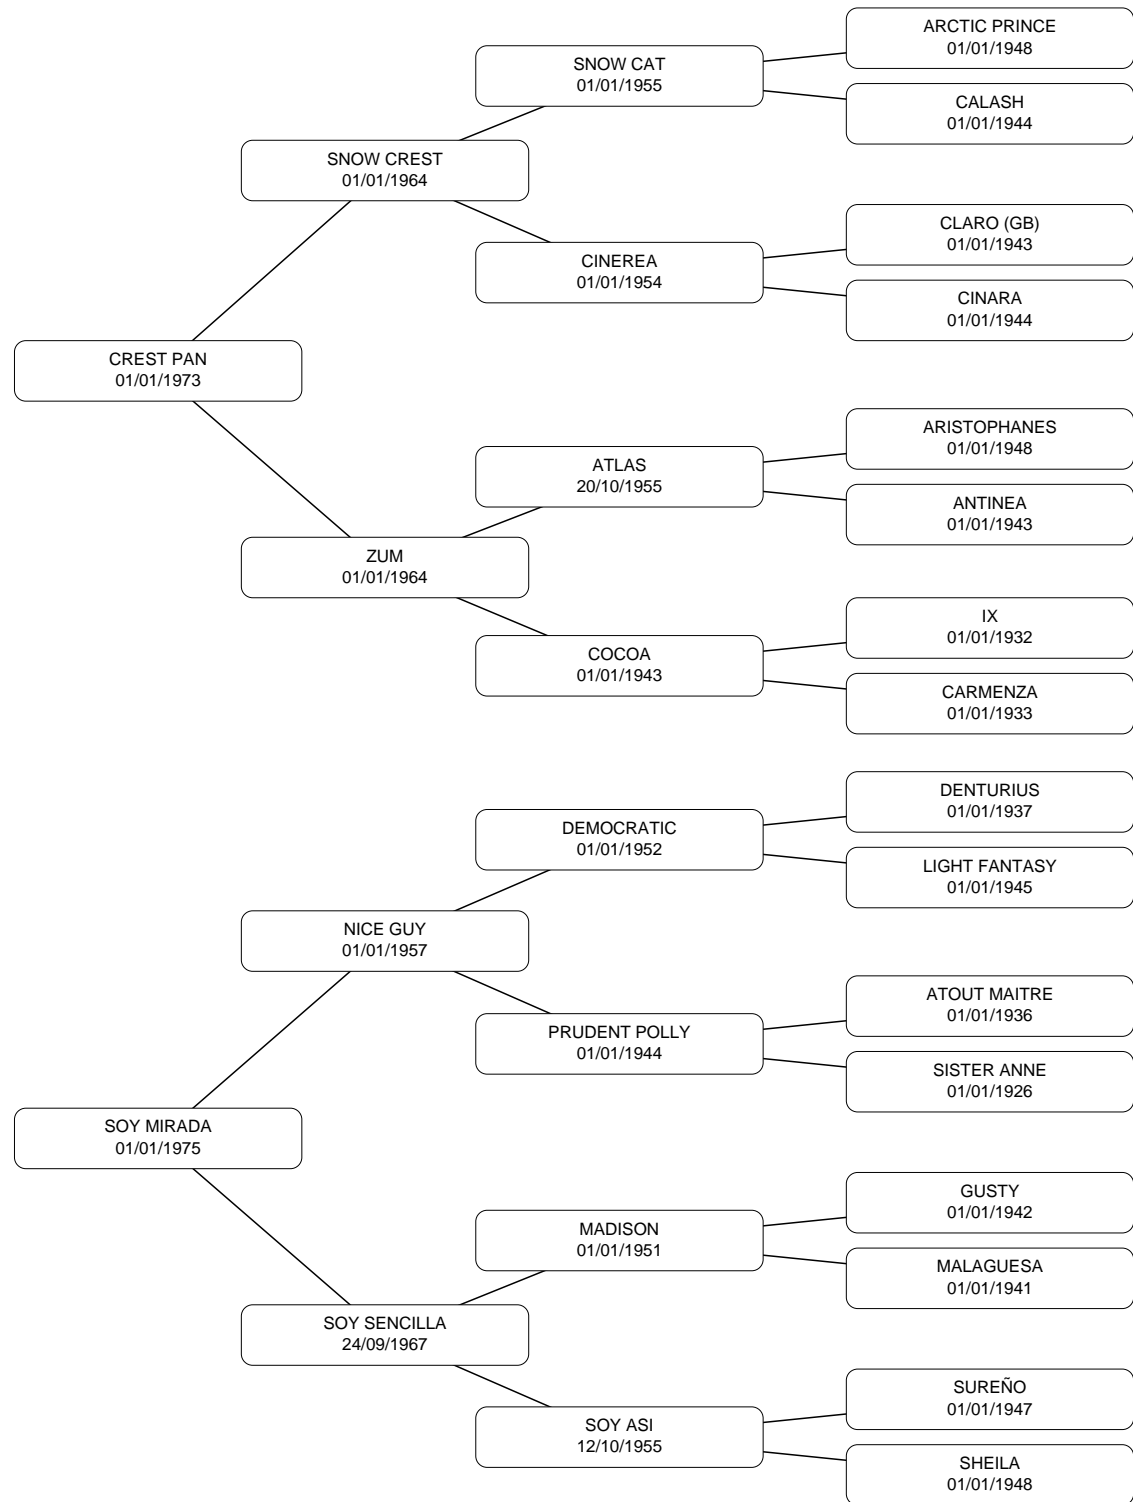 ARCTIC PRINCE
01/01/1948
SNOW CAT
01/01/1955
CALASH
01/01/1944
SNOW CREST
01/01/1964
CLARO (GB)
01/01/1943
CINEREA
01/01/1954
CINARA
01/01/1944
CREST PAN
01/01/1973
ARISTOPHANES
01/01/1948
ATLAS
20/10/1955
ANTINEA
01/01/1943
ZUM
01/01/1964
IX
01/01/1932
COCOA
01/01/1943
CARMENZA
01/01/1933
DENTURIUS
01/01/1937
DEMOCRATIC
01/01/1952
LIGHT FANTASY
01/01/1945
NICE GUY
01/01/1957
ATOUT MAITRE
01/01/1936
PRUDENT POLLY
01/01/1944
SISTER ANNE
01/01/1926
SOY MIRADA
01/01/1975
GUSTY
01/01/1942
MADISON
01/01/1951
MALAGUESA
01/01/1941
SOY SENCILLA
24/09/1967
SUREÑO
01/01/1947
SOY ASI
12/10/1955
SHEILA
01/01/1948